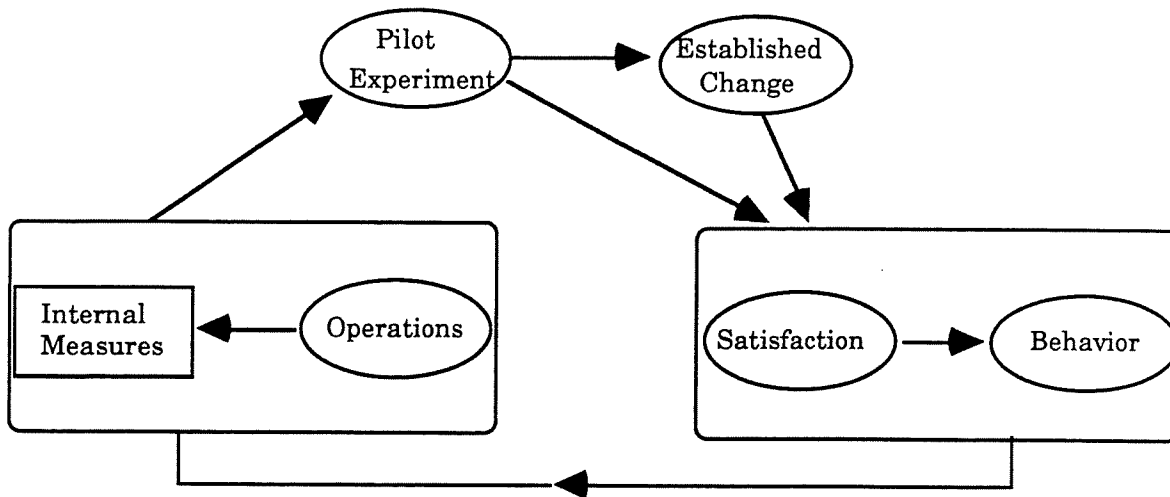 Pilot
Experiment
Established
Change
Internal
Measures
Operations
Satisfaction
Behavior